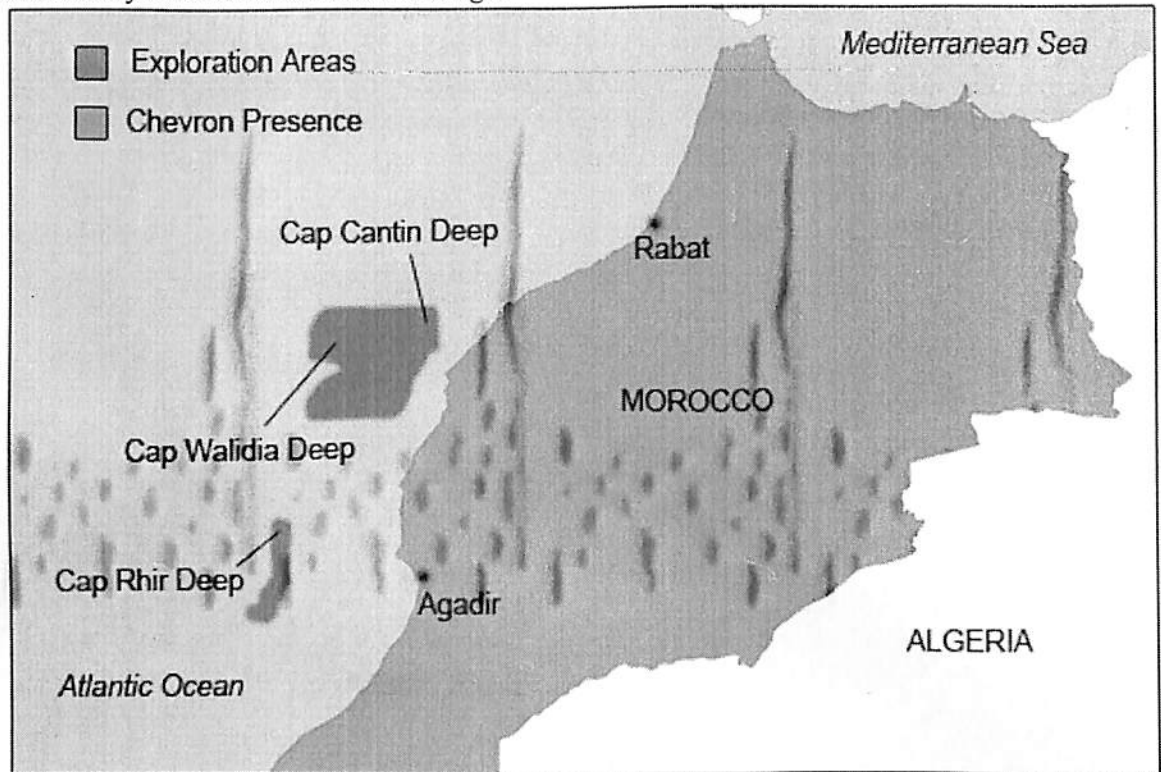 Mediterranean Sea
Exploration Areas
Chevron Presence
Cap Cantin Deep
Rabat
MOROCCO
Cap Walidia Deep
Cap Rhir Deep
Agadir
ALGERIA
Atlantic Ocean